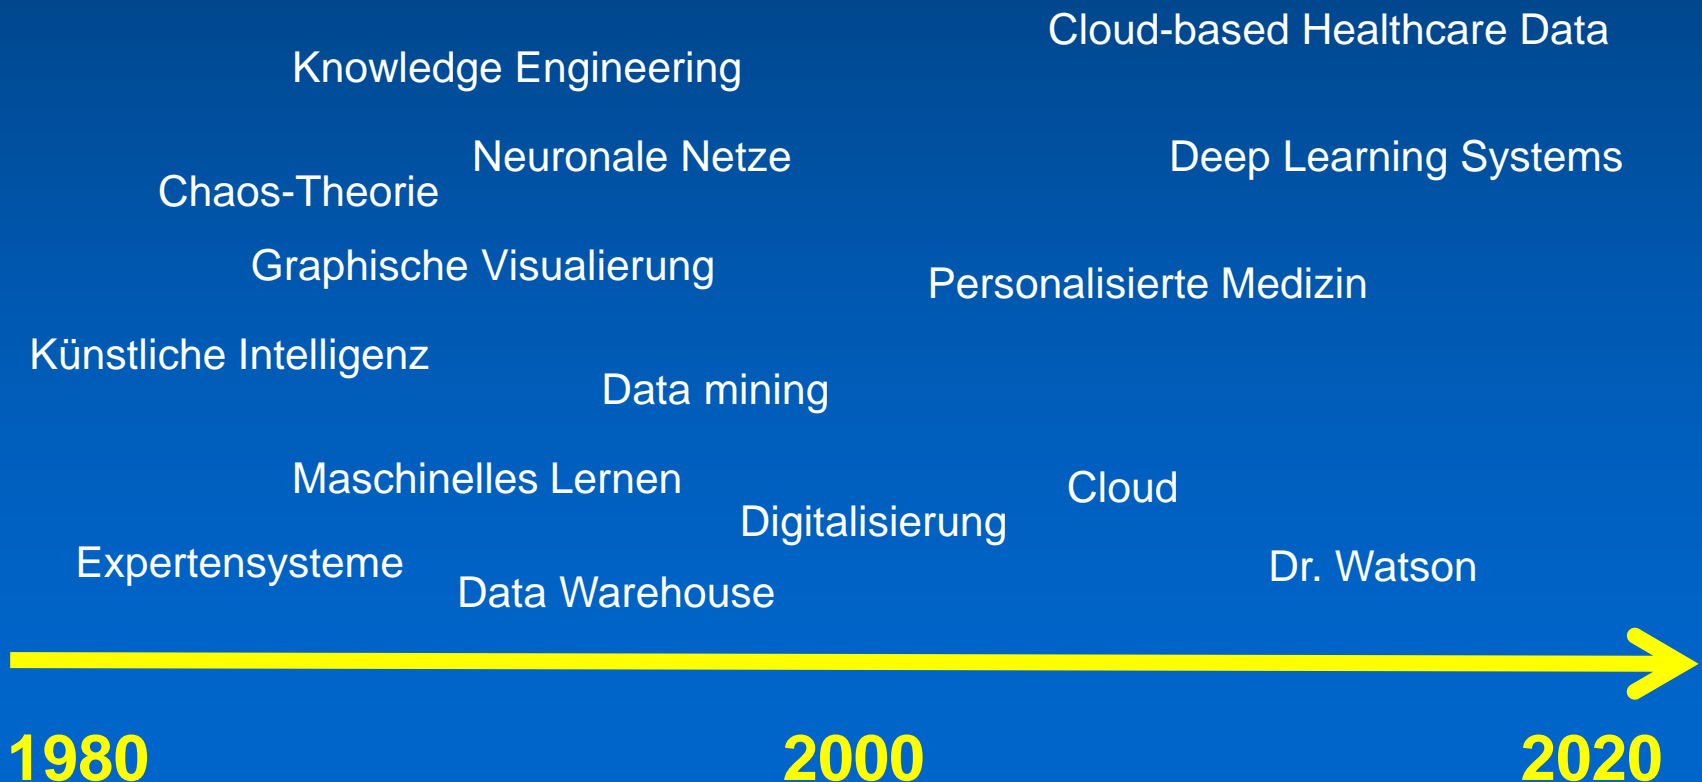 Cloud-based Healthcare Data
Knowledge Engineering
Neuronale Netze
Deep Learning Systems
Chaos-Theorie
Graphische Visualierung
Personalisierte Medizin
Künstliche Intelligenz
Data mining
Maschinelles Lernen
Cloud
Digitalisierung
Expertensysteme
Dr. Watson
Data Warehouse
1980
2000
2020